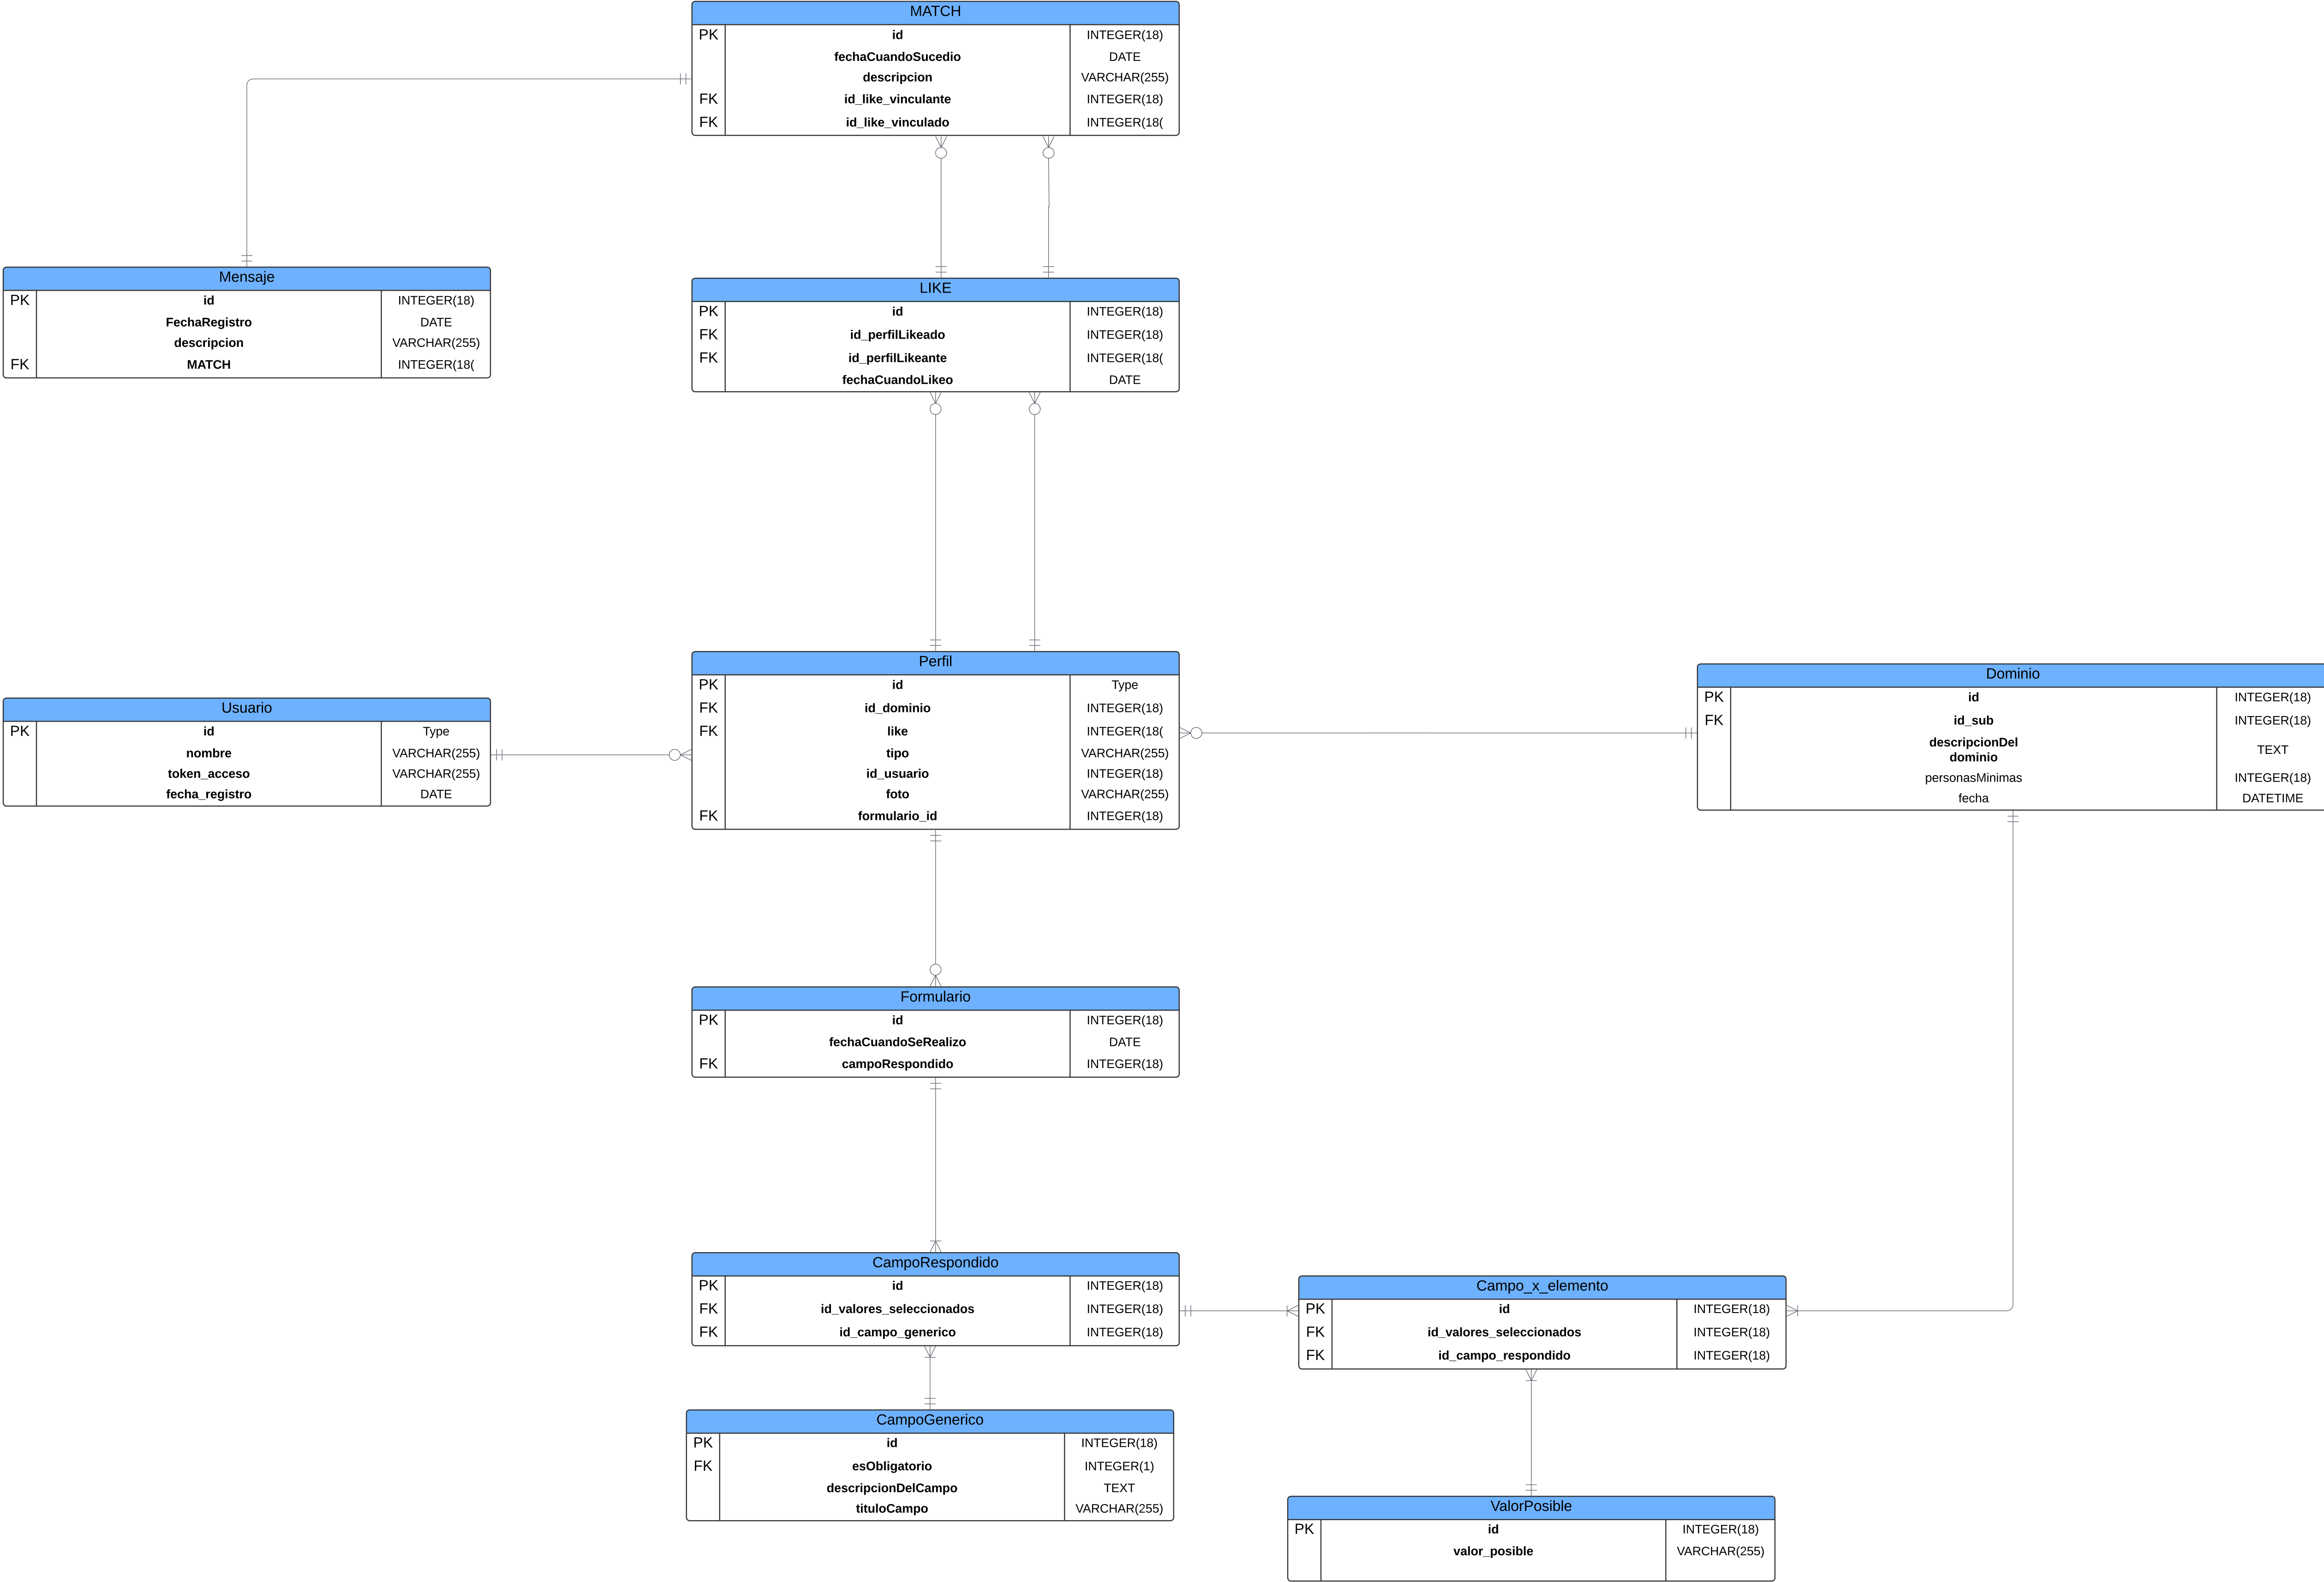 MATCH
PK id INTEGER(18)
fechaCuandoSucedio DATE
descripcion VARCHAR(255)
FK id_like_vinculante INTEGER(18)
FK id_like_vinculado INTEGER(18(
Mensaje
PK id INTEGER(18)
FechaRegistro DATE
descripcion VARCHAR(255)
FK MATCH INTEGER(18(
LIKE
PK id INTEGER(18)
FK id_perfilLikeado INTEGER(18)
FK id_perfilLikeante INTEGER(18(
fechaCuandoLikeo DATE
Usuario
PK id Type
nombre VARCHAR(255)
token_acceso VARCHAR(255)
fecha_registro DATE
Perfil
PK id Type
FK id_dominio INTEGER(18)
FK like INTEGER(18(
tipo VARCHAR(255)
id_usuario INTEGER(18)
foto VARCHAR(255)
FK formulario_id INTEGER(18)
Dominio
PK id INTEGER(18)
FK id_sub INTEGER(18)
descripcionDel
dominio TEXT
personasMinimas INTEGER(18)
fecha DATETIME
Formulario
PK id INTEGER(18)
fechaCuandoSeRealizo DATE
FK campoRespondido INTEGER(18)
CampoRespondido
PK id INTEGER(18)
FK id_valores_seleccionados INTEGER(18)
FK id_campo_generico INTEGER(18)
Campo_x_elemento
PK id INTEGER(18)
FK id_valores_seleccionados INTEGER(18)
FK id_campo_respondido INTEGER(18)
CampoGenerico
PK id INTEGER(18)
FK esObligatorio INTEGER(1)
descripcionDelCampo TEXT
tituloCampo VARCHAR(255)
ValorPosible
PK id INTEGER(18)
valor_posible VARCHAR(255)